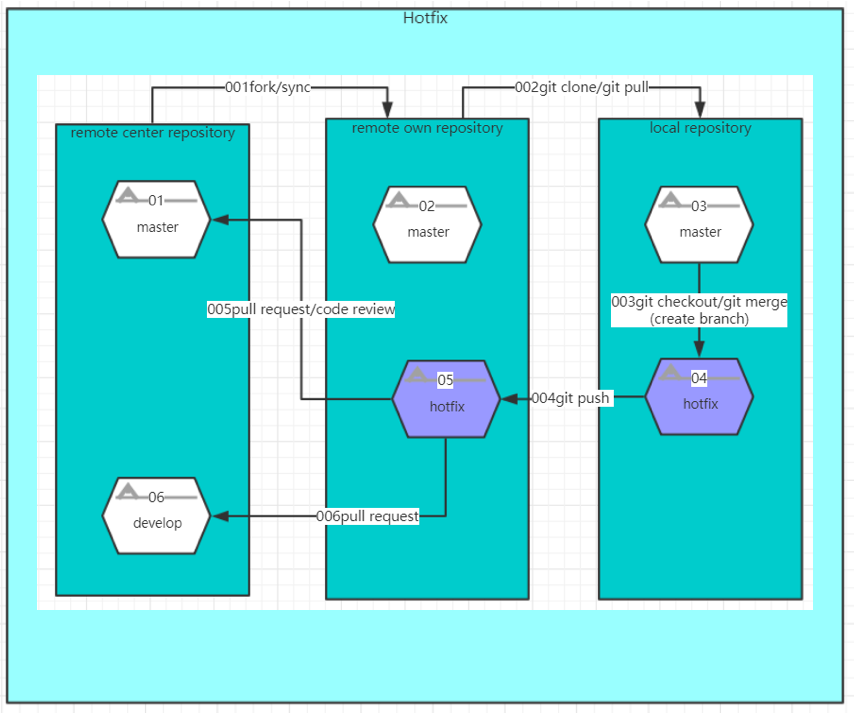 Hotfix
001fork/sync
002git clone/git pull
remote center repository
remote own repository
local repository
01
master
02
master
03
master
003git checkout/git merge
(create branch)
005pull request/code review
05
hotfix
04
hotfix
004git push
06
develop
006pull request